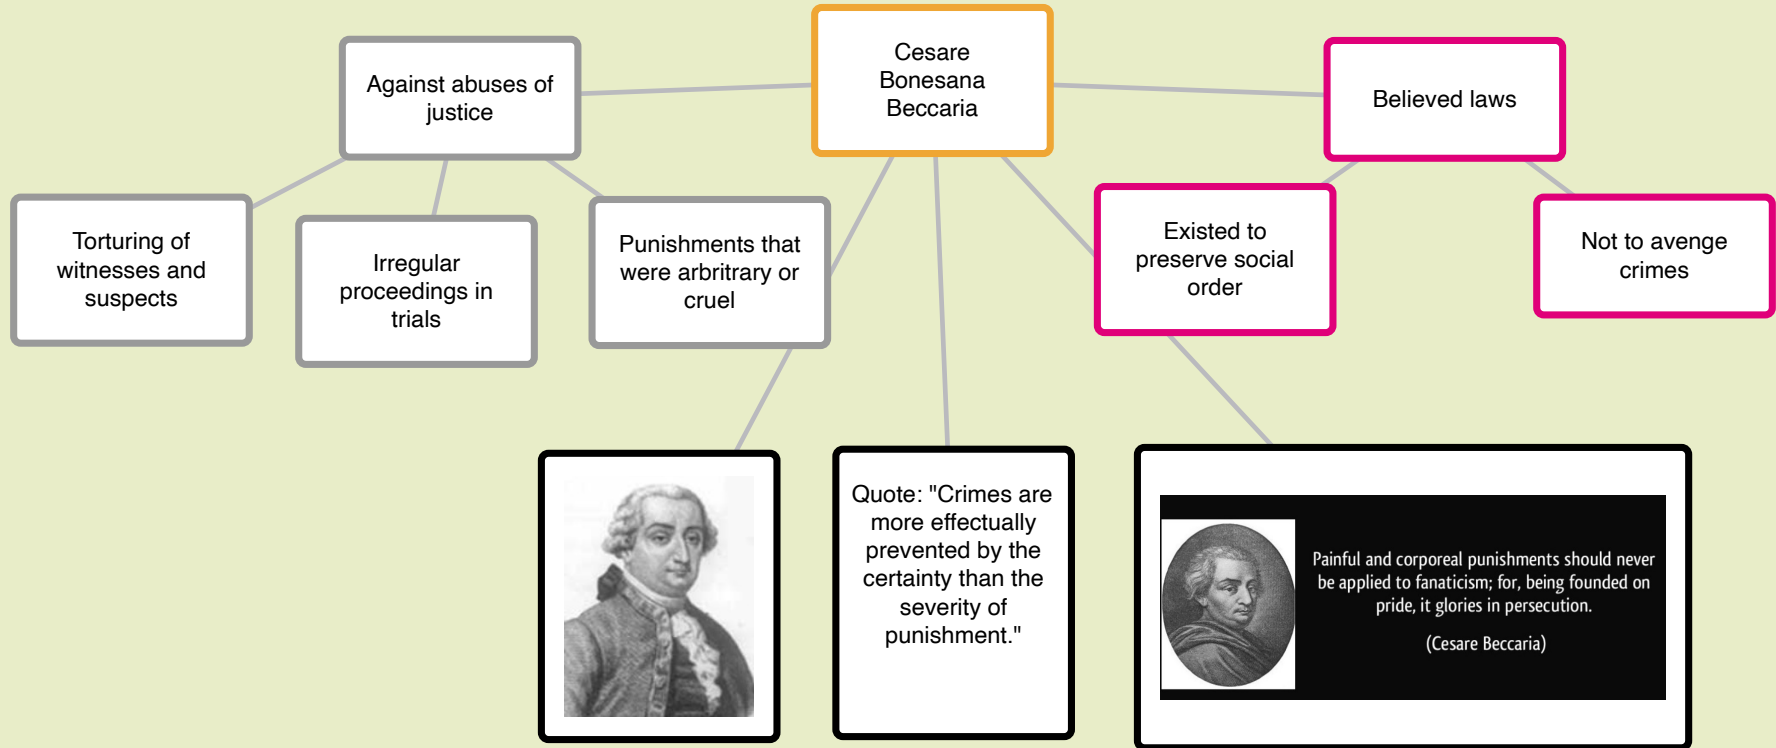 Cesare
Bonesana
Beccaria
Against abuses of
justice
Believed laws
Torturing of
witnesses and
suspects
Irregular
proceedings in
trials
Punishments that
were arbritrary or
cruel
Existed to
preserve social
order
Not to avenge
crimes
Quote: "Crimes are
more effectually
prevented by the
certainty than the
severity of
punishment."
Painful and corporeal punishments should never
be applied to fanaticism; for, being founded on
pride, it glories in persecution.
(Cesare Beccaria)